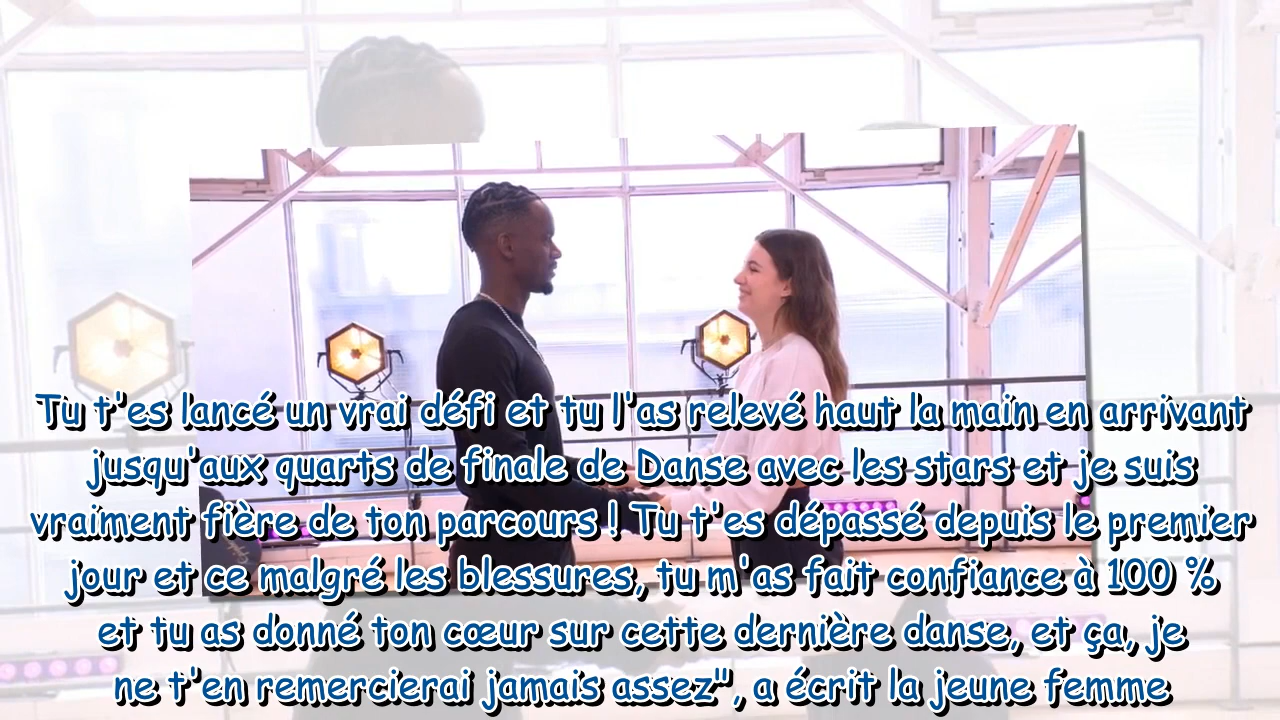 Tu t'es lancé un vrai défi et tu l'as relevé haut la main en arrivant
jusqu'aux quarts de finale de Danse avec les stars et je suis
vraiment fière de ton parcours ! Tu t'es dépassé depuis le premier
jour et ce malgré les blessures, tu m'as fait confiance à 100 %
et tu as donné ton cœur sur cette dernière danse, et ça, je
ne t'en remercierai jamais assez", a écrit la jeune femme